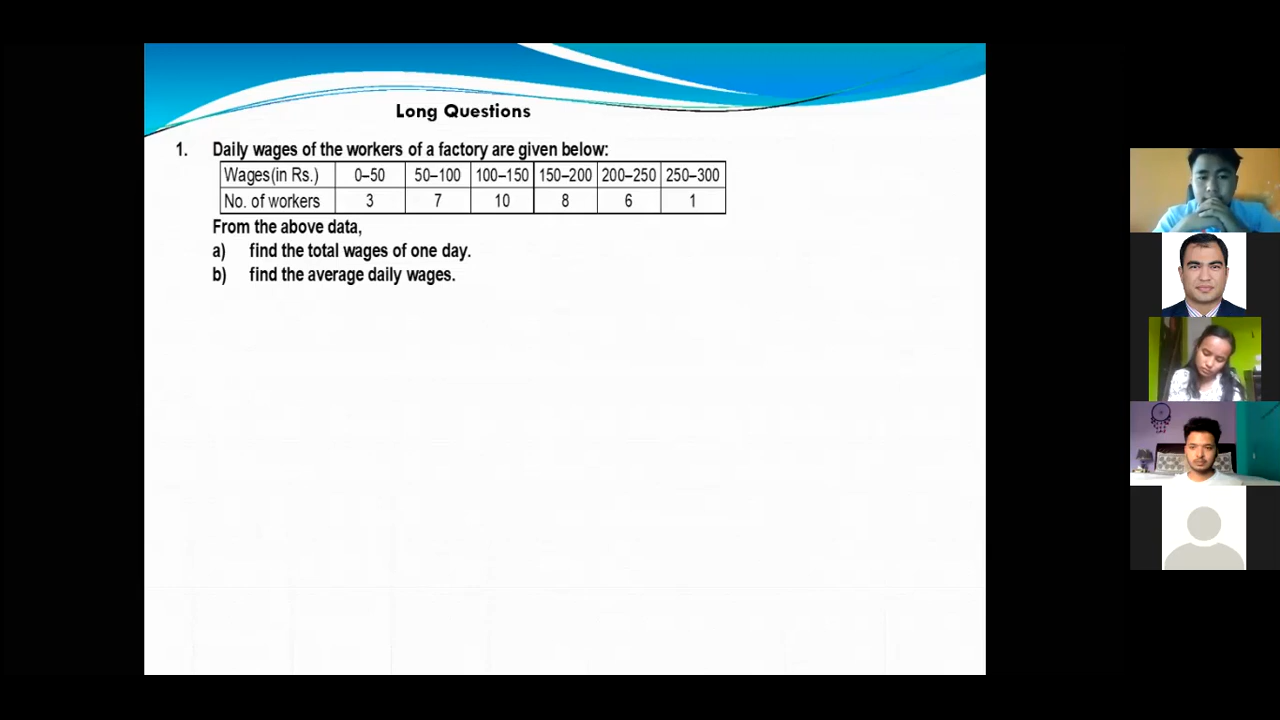 Long Questions
1. Daily wages of the workers of a factory are given below:
Wages(in Rs.) 0–50 50–100 100–150 150–200 200–250 250–300
No. of workers 3 7 10 8 6 1
From the above data,
a) find the total wages of one day.
b) find the average daily wages.